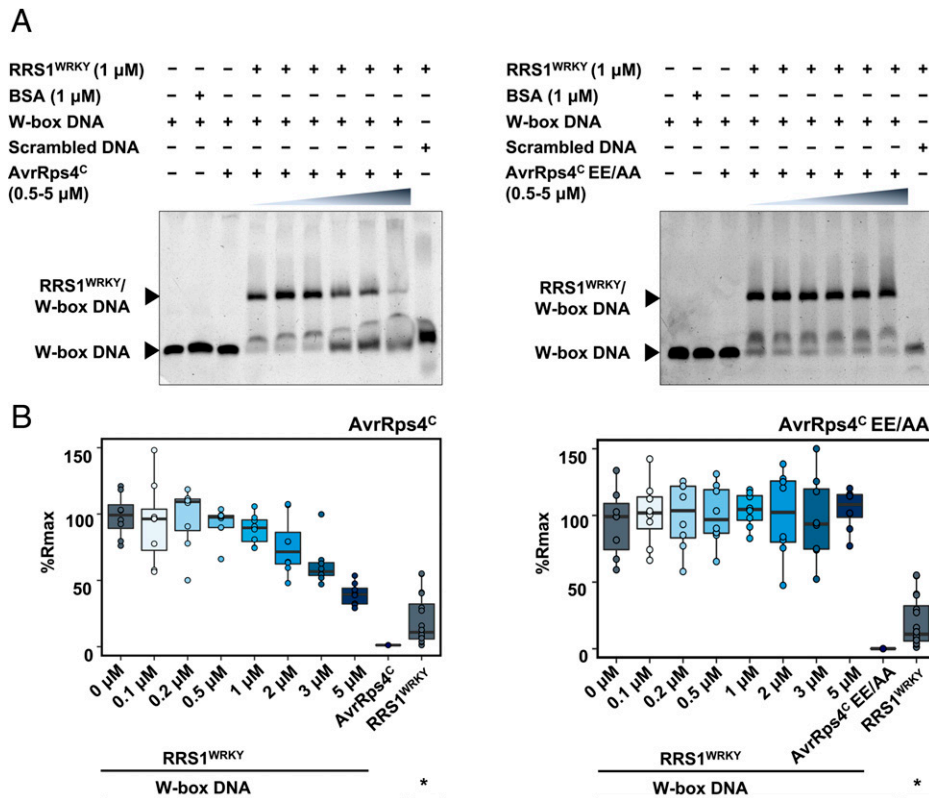 A
RRS1WRKY (1 µM) – – – + + + + + + +
BSA (1 µM) – + – – – – – – – –
W-box DNA + + + + + + + + + –
Scrambled DNA – – – – – – – – – +
AvrRps4C – – + + + + + + + –
(0.5-5 µM)
RRS1WRKY/
W-box DNA
W-box DNA
RRS1WRKY (1 µM) – – – + + + + + + +
BSA (1 µM) – + – – – – – – – –
W-box DNA + + + + + + + + + –
Scrambled DNA – – – – – – – – – +
AvrRps4C EE/AA – – + + + + + + + –
(0.5-5 µM)
RRS1WRKY/
W-box DNA
W-box DNA
B
AvrRps4C
%Rmax
150
100
50
0
0 µM 0.1 µM 0.2 µM 0.5 µM 1 µM 2 µM 3 µM 5 µM AvrRps4C RRS1WRKY
RRS1WRKY
W-box DNA *
AvrRps4C EE/AA
%Rmax
150
100
50
0
0 µM 0.1 µM 0.2 µM 0.5 µM 1 µM 2 µM 3 µM 5 µM AvrRps4C EE/AA RRS1WRKY
RRS1WRKY
W-box DNA *